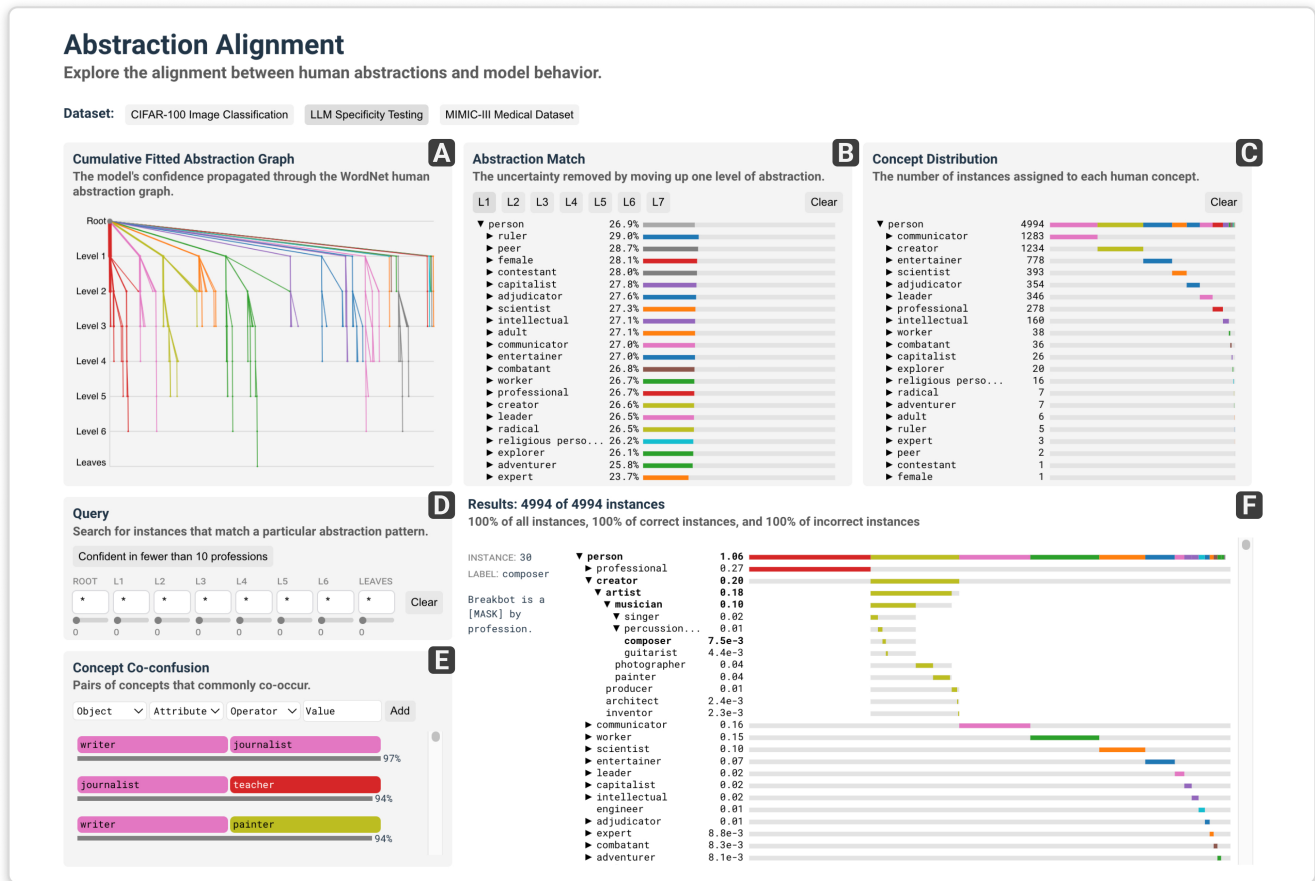 Abstraction Alignment
Explore the alignment between human abstractions and model behavior.
Dataset: CIFAR-100 Image Classification LLM Specificity Testing MIMIC-III Medical Dataset
Cumulative Fitted Abstraction Graph A
The model's confidence propagated through the WordNet human
abstraction graph.
Root
Level 1
Level 2
Level 3
Level 4
Level 5
Level 6
Leaves
Abstraction Match B
The uncertainty removed by moving up one level of abstraction.
L1 L2 L3 L4 L5 L6 L7 Clear
▼ person 26.9%
▶ ruler 29.0%
▶ peer 28.7%
▶ female 28.1%
▶ contestant 28.0%
▶ capitalist 27.8%
▶ adjudicator 27.6%
▶ scientist 27.3%
▶ intellectual 27.1%
▶ adult 27.1%
▶ communicator 27.0%
▶ entertainer 27.0%
▶ combatant 26.8%
▶ worker 26.7%
▶ professional 26.7%
▶ creator 26.6%
▶ leader 26.5%
▶ radical 26.5%
▶ religious perso... 26.2%
▶ explorer 26.1%
▶ adventurer 25.8%
▶ expert 23.7%
Concept Distribution C
The number of instances assigned to each human concept.
Clear
▼ person 4994
▶ communicator 1283
▶ creator 1234
▶ entertainer 778
▶ scientist 393
▶ adjudicator 354
▶ leader 346
▶ professional 278
▶ intellectual 160
▶ worker 38
▶ combatant 36
▶ capitalist 26
▶ explorer 20
▶ religious perso... 16
▶ radical 7
▶ adventurer 7
▶ adult 6
▶ ruler 5
▶ expert 3
▶ peer 2
▶ contestant 1
▶ female 1
Query D
Search for instances that match a particular abstraction pattern.
Confident in fewer than 10 professions
ROOT L1 L2 L3 L4 L5 L6 LEAVES
* * * * * * * * Clear
0 0 0 0 0 0 0 0
Concept Co-confusion E
Pairs of concepts that commonly co-occur.
Object Attribute Operator Value Add
writer journalist
97%
journalist teacher
94%
writer painter
94%
Results: 4994 of 4994 instances F
100% of all instances, 100% of correct instances, and 100% of incorrect instances
INSTANCE: 30
LABEL: composer
Breakbot is a
[MASK] by
profession.
▼ person 1.06
▶ professional 0.27
▼ creator 0.20
▼ artist 0.18
▼ musician 0.10
▼ singer 0.02
▼ percussion... 0.01
composer 7.5e-3
guitarist 4.4e-3
photographer 0.04
painter 0.04
producer 0.01
architect 2.4e-3
inventor 2.3e-3
▶ communicator 0.16
▶ worker 0.15
▶ scientist 0.10
▶ entertainer 0.07
▶ leader 0.02
▶ capitalist 0.02
▶ intellectual 0.02
engineer 0.01
▶ adjudicator 0.01
▶ expert 8.8e-3
▶ combatant 8.3e-3
▶ adventurer 8.1e-3